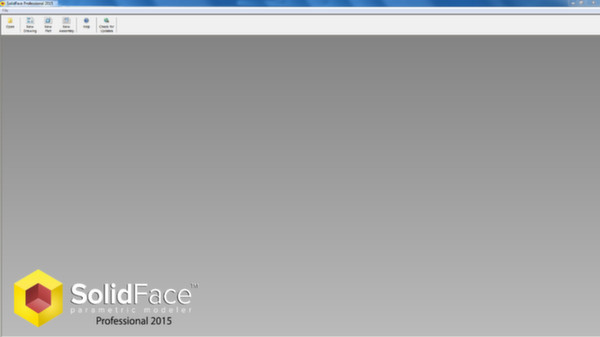 SolidFace Professional 2015
File
Open
New
Drawing
New
Part
New
Assembly
Help
Check for
Updates
SolidFace™
parametric modeler
Professional 2015